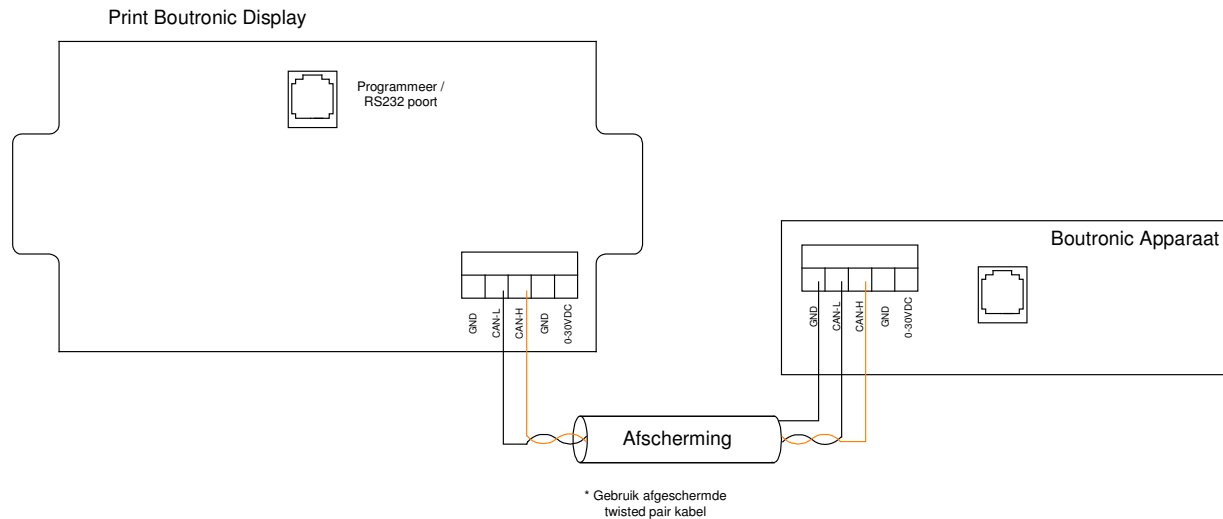 Print Boutronic Display
Programmeer /
RS232 poort
GND
CAN-L
CAN-H
GND
0-30VDC
Boutronic Apparaat
GND
CAN-L
CAN-H
GND
0-30VDC
Afscherming
* Gebruik afgeschermde
twisted pair kabel